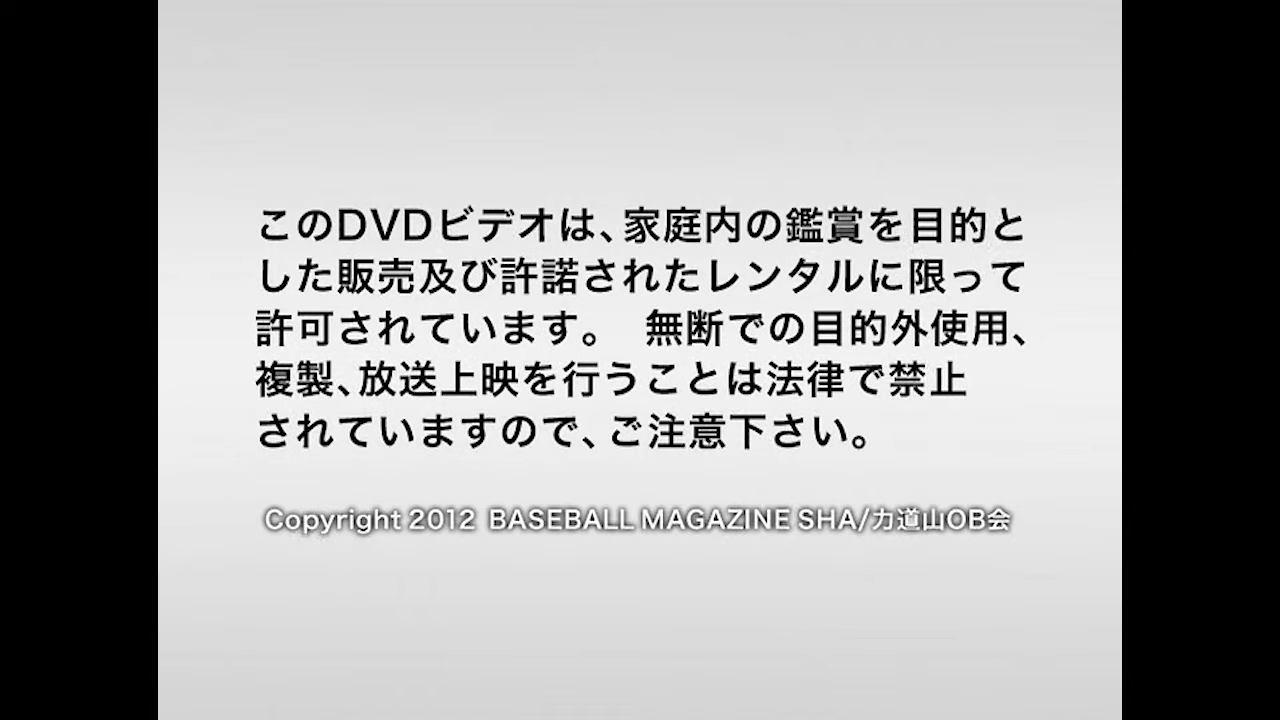 このDVDビデオは、家庭内の鑑賞を目的と
した販売及び許諾されたレンタルに限って
許可されています。　無断での目的外使用、
複製、放送上映を行うことは法律で禁止
されていますので、ご注意下さい。
Copyright 2012 BASEBALL MAGAZINE SHA/力道山OB会